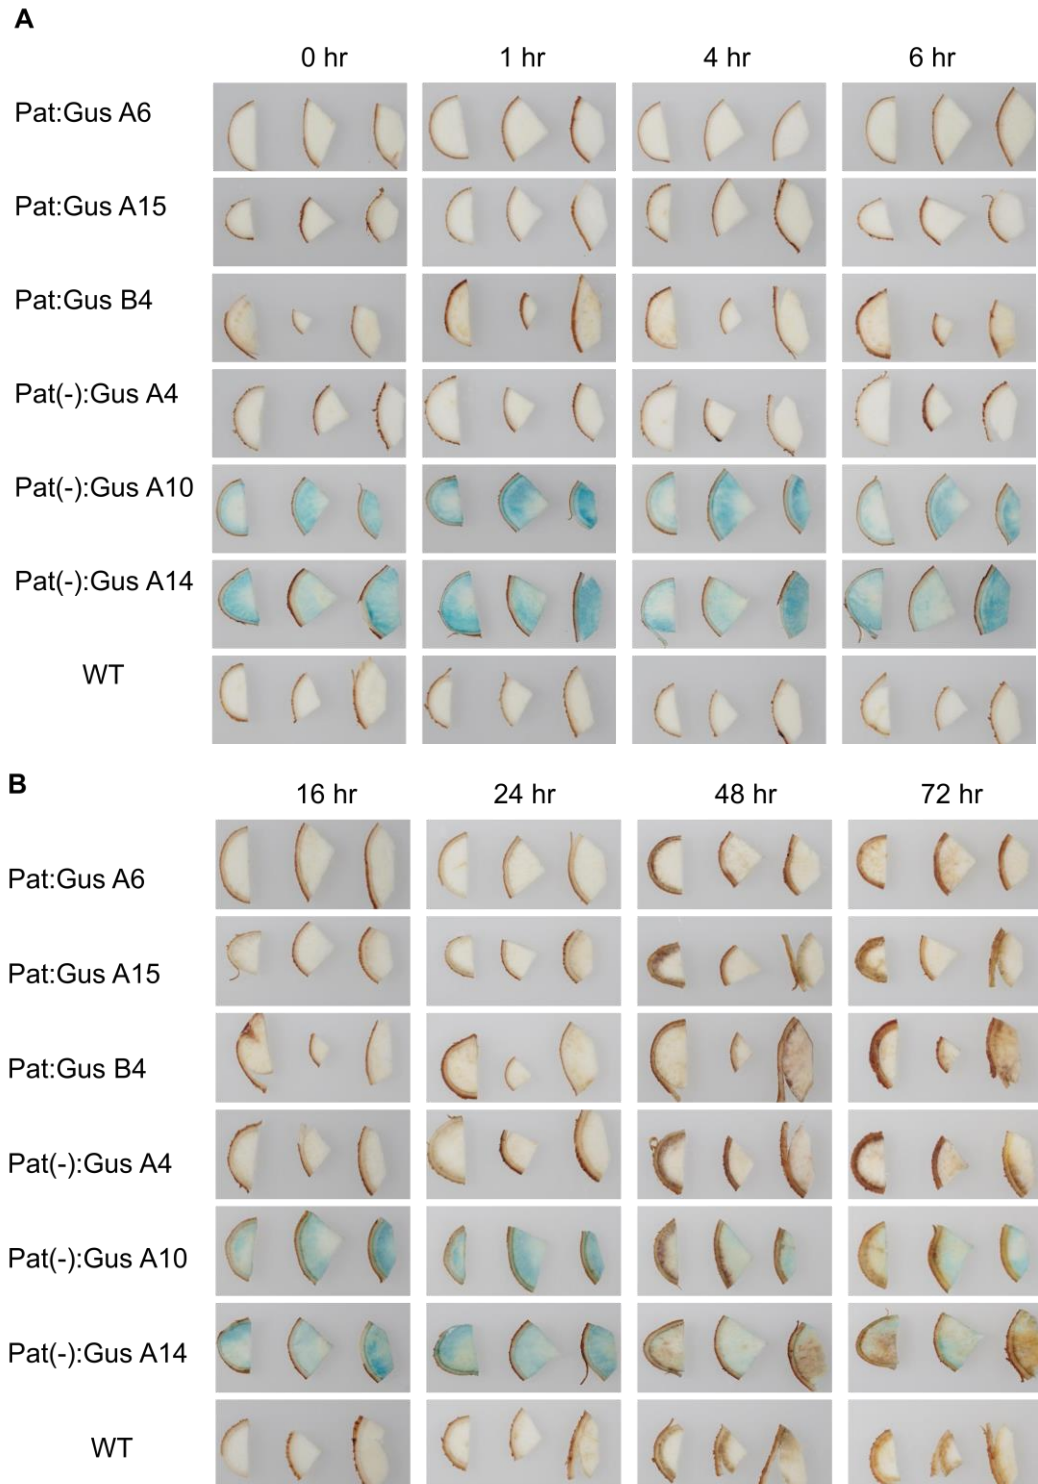 A
0 hr 1 hr 4 hr 6 hr
Pat:Gus A6
Pat:Gus A15
Pat:Gus B4
Pat(-):Gus A4
Pat(-):Gus A10
Pat(-):Gus A14
WT
B
16 hr 24 hr 48 hr 72 hr
Pat:Gus A6
Pat:Gus A15
Pat:Gus B4
Pat(-):Gus A4
Pat(-):Gus A10
Pat(-):Gus A14
WT